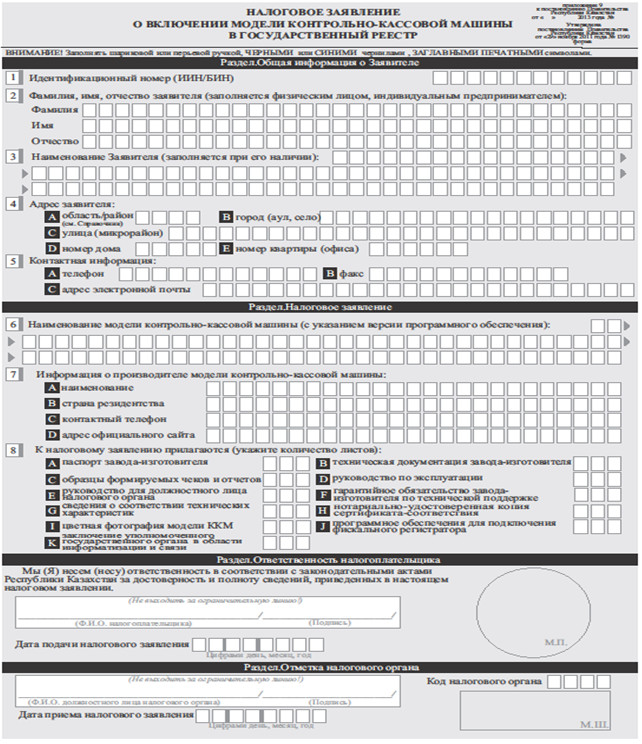 НАЛОГОВОЕ ЗАЯВЛЕНИЕ
О ВКЛЮЧЕНИИ МОДЕЛИ КОНТРОЛЬНО-КАССОВОЙ МАШИНЫ
В ГОСУДАРСТВЕННЫЙ РЕЕСТР
приложение 9
к постановлению Правительства
Республики Казахстан
от « » 2013 года №
Утверждена
постановлением Правительства
Республики Казахстан
от «29» ноября 2011 года № 1390
форма
ВНИМАНИЕ! Заполнять шариковой или перьевой ручкой, ЧЕРНЫМИ или СИНИМИ чернилами , ЗАГЛАВНЫМИ ПЕЧАТНЫМИ символами.
Раздел.Общая информация о Заявителе
1 Идентификационный номер (ИИН/БИН)
2 Фамилия, имя, отчество заявителя (заполняется физическим лицом, индивидуальным предпринимателем):
Фамилия
Имя
Отчество
3 Наименование Заявителя (заполняется при его наличии):
4 Адрес заявителя:
A область/район (см. Справочник) B город (аул, село)
C улица (микрорайон)
D номер дома E номер квартиры (офиса)
5 Контактная информация:
A телефон B факс
C адрес электронной почты
Раздел.Налоговое заявление
6 Наименование модели контрольно-кассовой машины (с указанием версии программного обеспечения):
7 Информация о производителе модели контрольно-кассовой машины:
A наименование
B страна резидентства
C контактный телефон
D адрес официального сайта
8 К налоговому заявлению прилагаются (укажите количество листов):
A паспорт завода-изготовителя B техническая документация завода-изготовителя
C образцы формируемых чеков и отчетов D руководство по эксплуатации
E руководство для должностного лица налогового органа F гарантийное обязательство завода-изготовителя по технической поддержке
G сведения о соответствии технических характеристик H нотариально-удостоверенная копия сертификата-соответствия
I цветная фотография модели ККМ J программное обеспечения для подключения фискального регистратора
K заключение уполномоченного государственного органа в области информатизации и связи
Раздел.Ответственность налогоплательщика
Мы (Я) несем (несу) ответственность в соответствии с законодательными актами
Республики Казахстан за достоверность и полноту сведений, приведенных в настоящем
налоговом заявлении.
(Не выходить за ограничительную линию!)
(Ф.И.О. налогоплательщика) (Подпись)
М.П.
Дата подачи налогового заявления
Цифрами день, месяц, год
Раздел.Отметка налогового органа
(Не выходить за ограничительную линию!)
(Ф.И.О. должностного лица налогового органа) (Подпись)
Код налогового органа
М.Ш.
Дата приема налогового заявления
Цифрами день, месяц, год